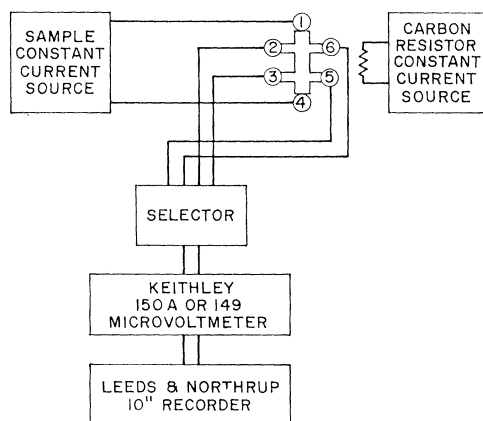 SAMPLE
CONSTANT
CURRENT
SOURCE
1
2
6
3
5
4
CARBON
RESISTOR
CONSTANT
CURRENT
SOURCE
SELECTOR
KEITHLEY
150 A OR 149
MICROVOLTMETER
LEEDS & NORTHRUP
10" RECORDER